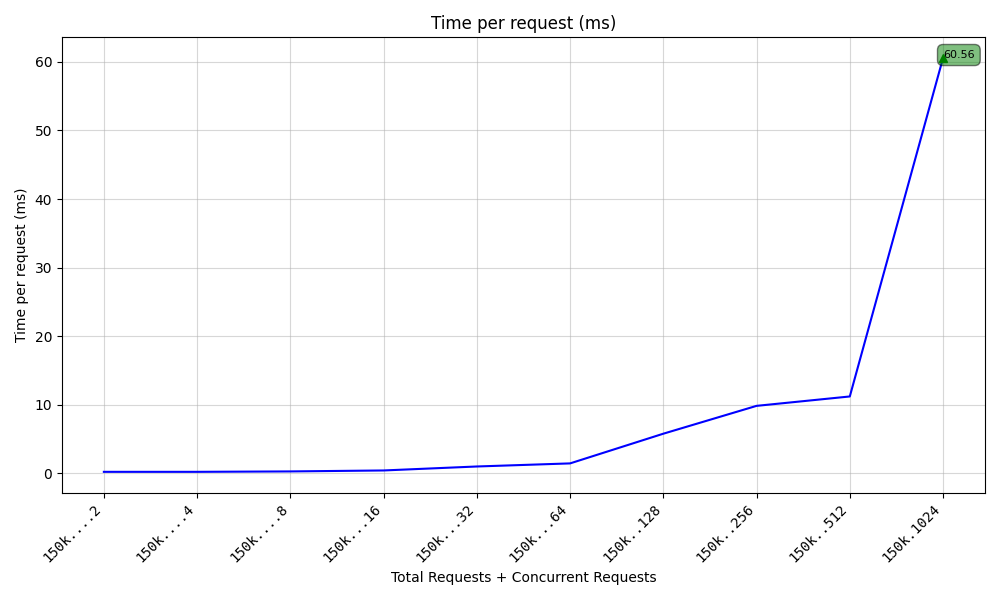 Time per request (ms)
60.56
60
50
40
30
20
10
0
Time per request (ms)
150k....2
150k....4
150k....8
150k...16
150k...32
150k...64
150k..128
150k..256
150k..512
150k.1024
Total Requests + Concurrent Requests